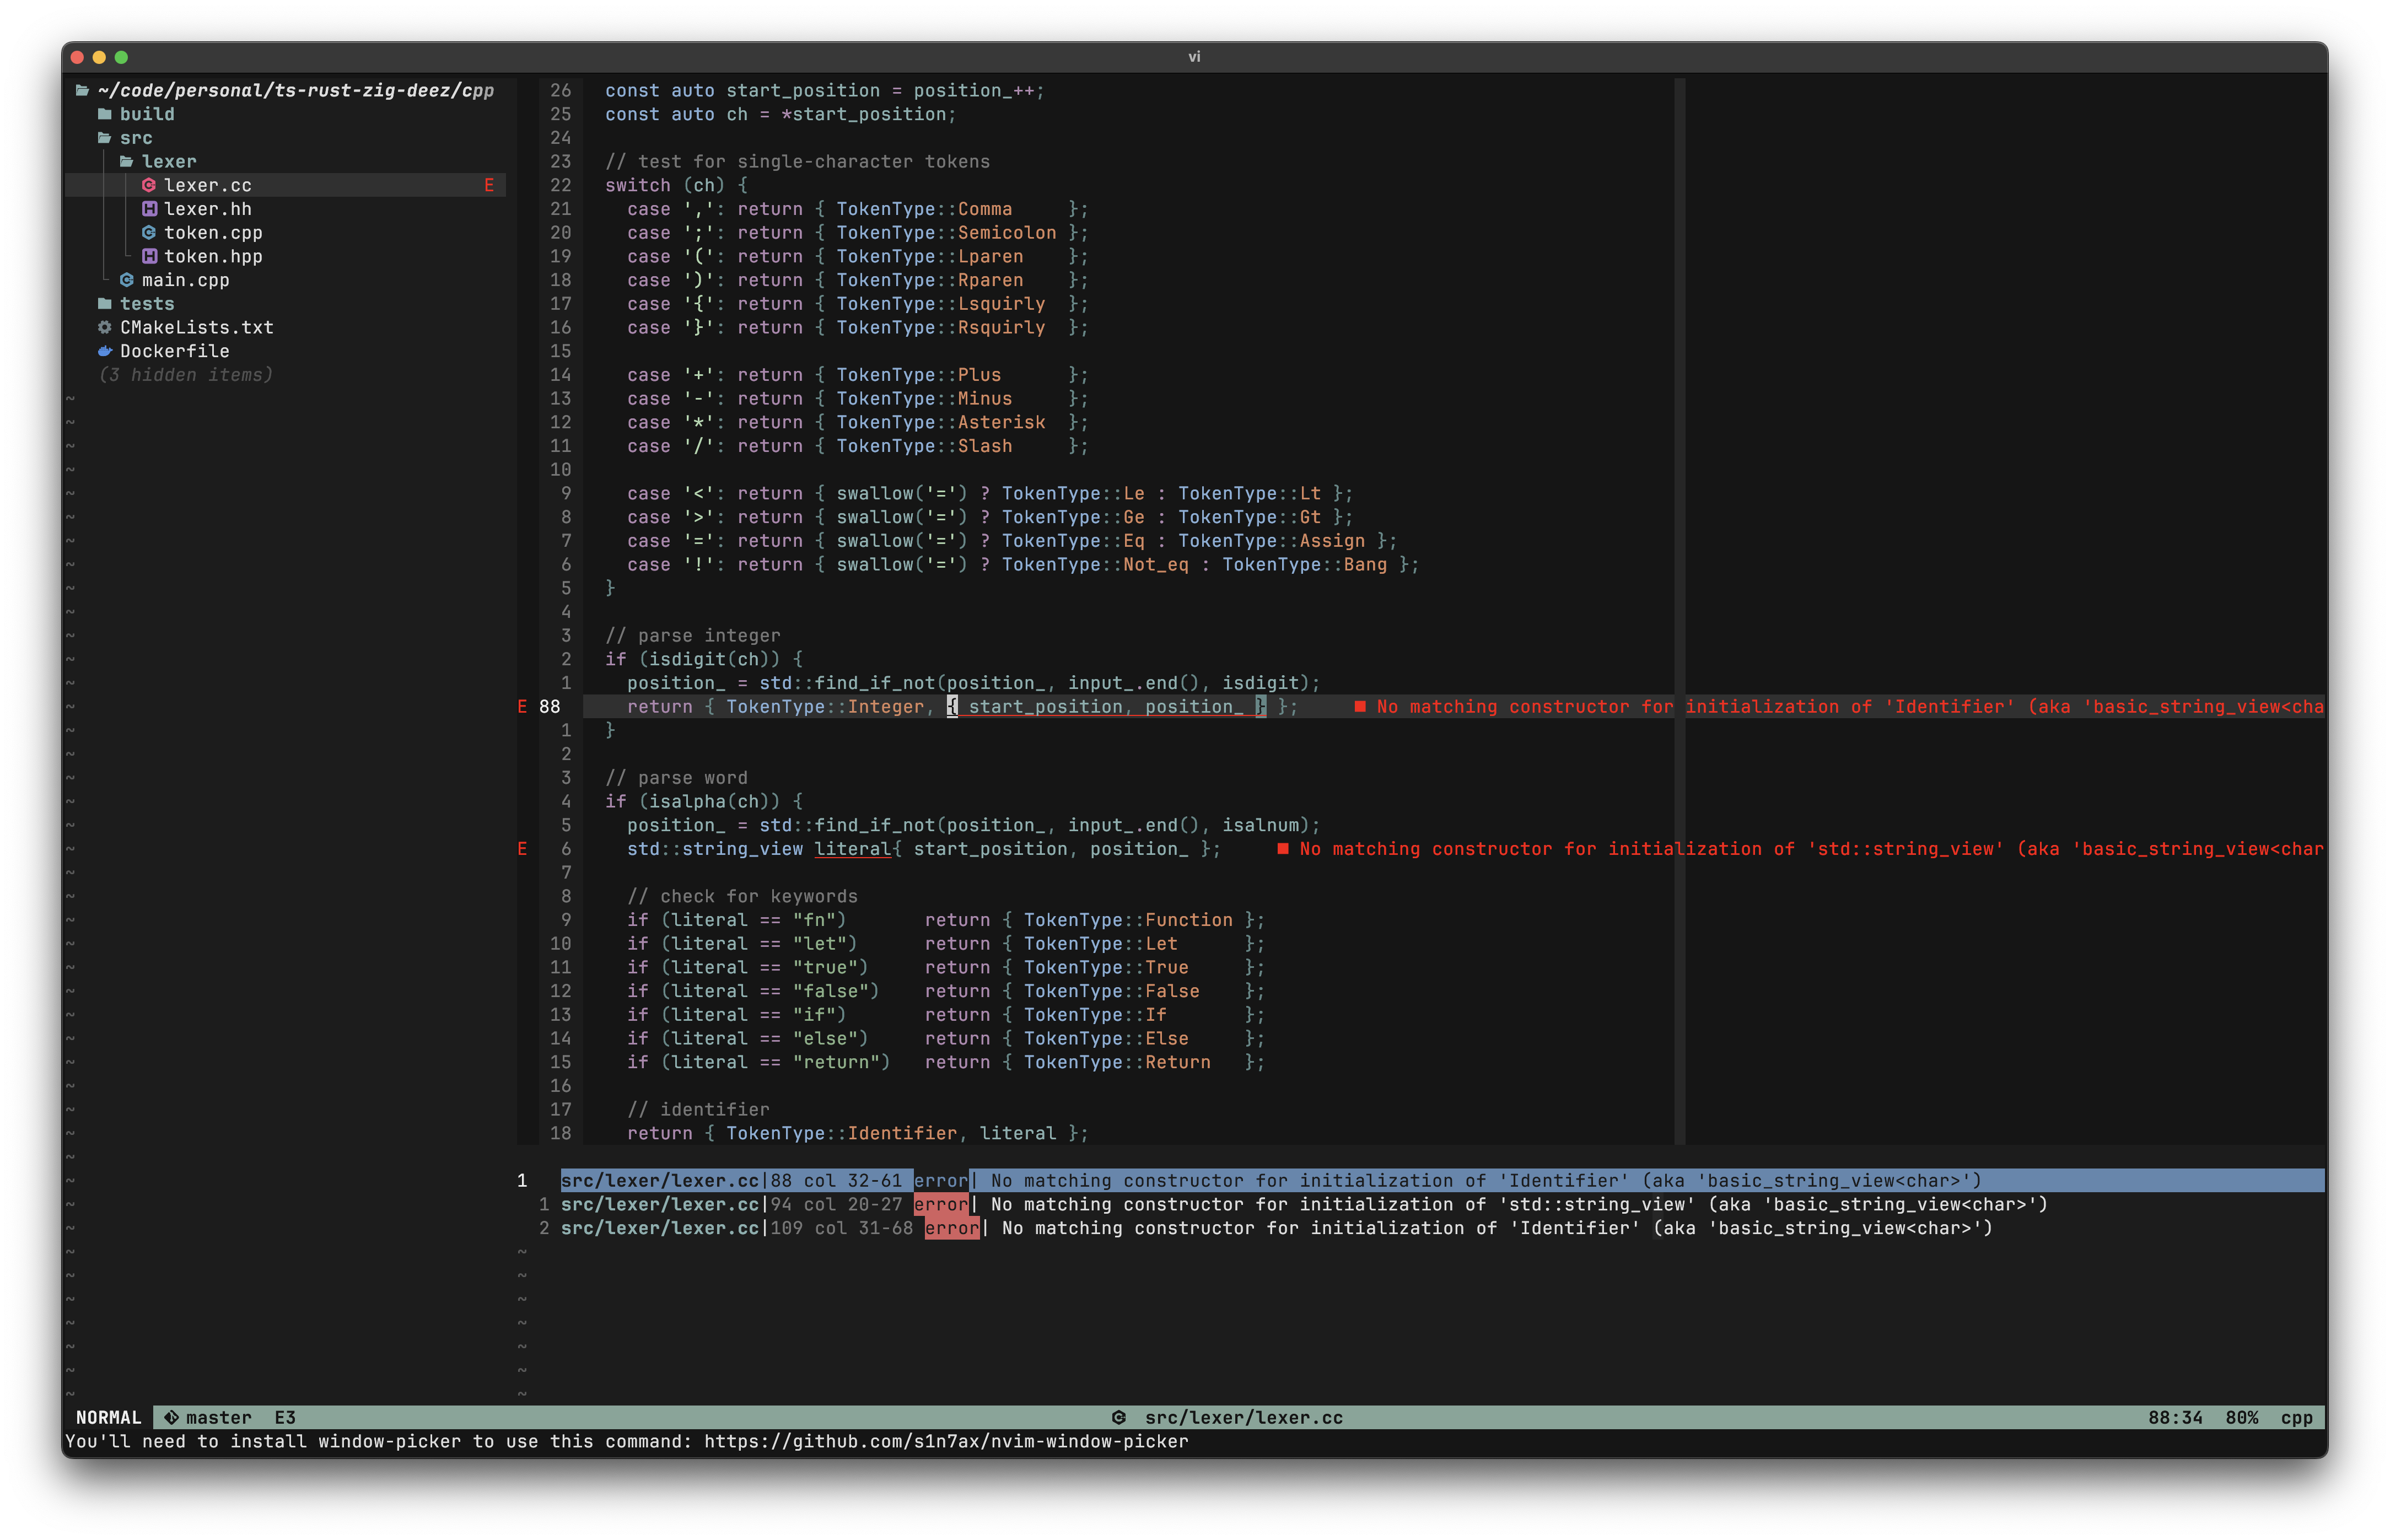 vi
~/code/personal/ts-rust-zig-deez/cpp
build
src
lexer
lexer.cc E
lexer.hh
token.cpp
token.hpp
main.cpp
tests
CMakeLists.txt
Dockerfile
(3 hidden items)
26 const auto start_position = position_++;
25 const auto ch = *start_position;
24
23 // test for single-character tokens
22 switch (ch) {
21 case ',': return { TokenType::Comma };
20 case ';': return { TokenType::Semicolon };
19 case '(': return { TokenType::Lparen };
18 case ')': return { TokenType::Rparen };
17 case '{': return { TokenType::Lsquirly };
16 case '}': return { TokenType::Rsquirly };
15
14 case '+': return { TokenType::Plus };
13 case '-': return { TokenType::Minus };
12 case '*': return { TokenType::Asterisk };
11 case '/': return { TokenType::Slash };
10
9 case '<': return { swallow('=') ? TokenType::Le : TokenType::Lt };
8 case '>': return { swallow('=') ? TokenType::Ge : TokenType::Gt };
7 case '=': return { swallow('=') ? TokenType::Eq : TokenType::Assign };
6 case '!': return { swallow('=') ? TokenType::Not_eq : TokenType::Bang };
5 }
4
3 // parse integer
2 if (isdigit(ch)) {
1 position_ = std::find_if_not(position_, input_.end(), isdigit);
E 88 return { TokenType::Integer, { start_position, position_ } }; ■ No matching constructor for initialization of 'Identifier' (aka 'basic_string_view<cha
1 }
2
3 // parse word
4 if (isalpha(ch)) {
5 position_ = std::find_if_not(position_, input_.end(), isalnum);
E 6 std::string_view literal{ start_position, position_ }; ■ No matching constructor for initialization of 'std::string_view' (aka 'basic_string_view<char
7
8 // check for keywords
9 if (literal == "fn") return { TokenType::Function };
10 if (literal == "let") return { TokenType::Let };
11 if (literal == "true") return { TokenType::True };
12 if (literal == "false") return { TokenType::False };
13 if (literal == "if") return { TokenType::If };
14 if (literal == "else") return { TokenType::Else };
15 if (literal == "return") return { TokenType::Return };
16
17 // identifier
18 return { TokenType::Identifier, literal };
1 src/lexer/lexer.cc|88 col 32-61 error| No matching constructor for initialization of 'Identifier' (aka 'basic_string_view<char>')
1 src/lexer/lexer.cc|94 col 20-27 error| No matching constructor for initialization of 'std::string_view' (aka 'basic_string_view<char>')
2 src/lexer/lexer.cc|109 col 31-68 error| No matching constructor for initialization of 'Identifier' (aka 'basic_string_view<char>')
NORMAL master E3 src/lexer/lexer.cc 88:34 80% cpp
You'll need to install window-picker to use this command: https://github.com/s1n7ax/nvim-window-picker